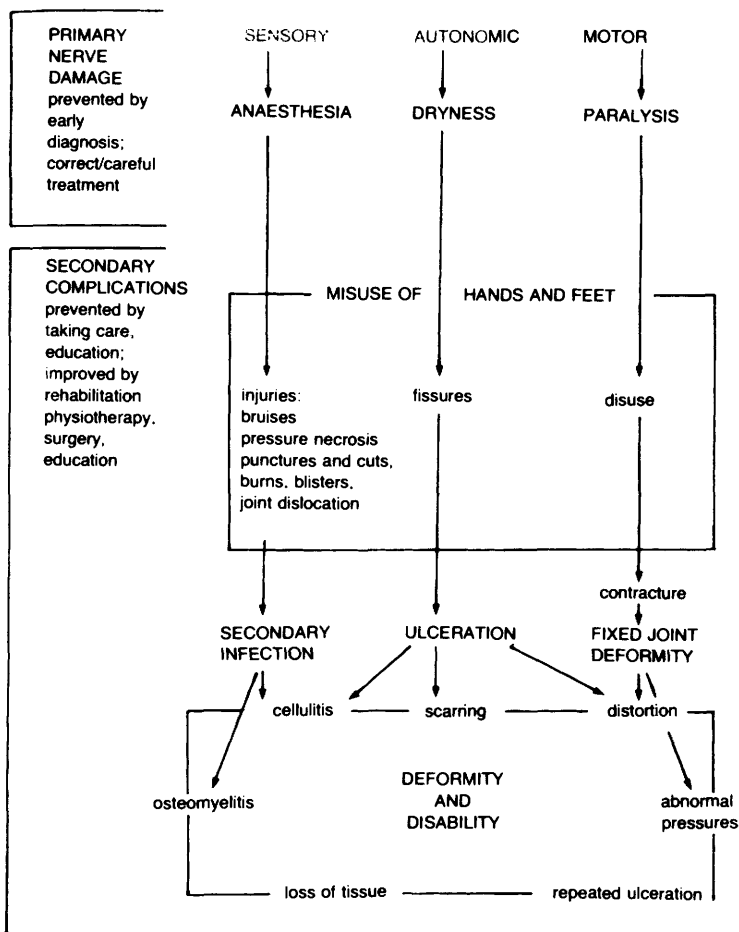 PRIMARY
NERVE
DAMAGE
prevented by
early
diagnosis;
correct/careful
treatment
SENSORY
AUTONOMIC
MOTOR
ANAESTHESIA
DRYNESS
PARALYSIS
SECONDARY
COMPLICATIONS
prevented by
taking care,
education;
improved by
rehabilitation
physiotherapy,
surgery,
education
MISUSE OF HANDS AND FEET
injuries:
bruises
pressure necrosis
punctures and cuts,
burns, blisters,
joint dislocation
fissures
disuse
contracture
SECONDARY
INFECTION
ULCERATION
FIXED JOINT
DEFORMITY
cellulitis
scarring
distortion
osteomyelitis
DEFORMITY
AND
DISABILITY
abnormal
pressures
loss of tissue
repeated ulceration